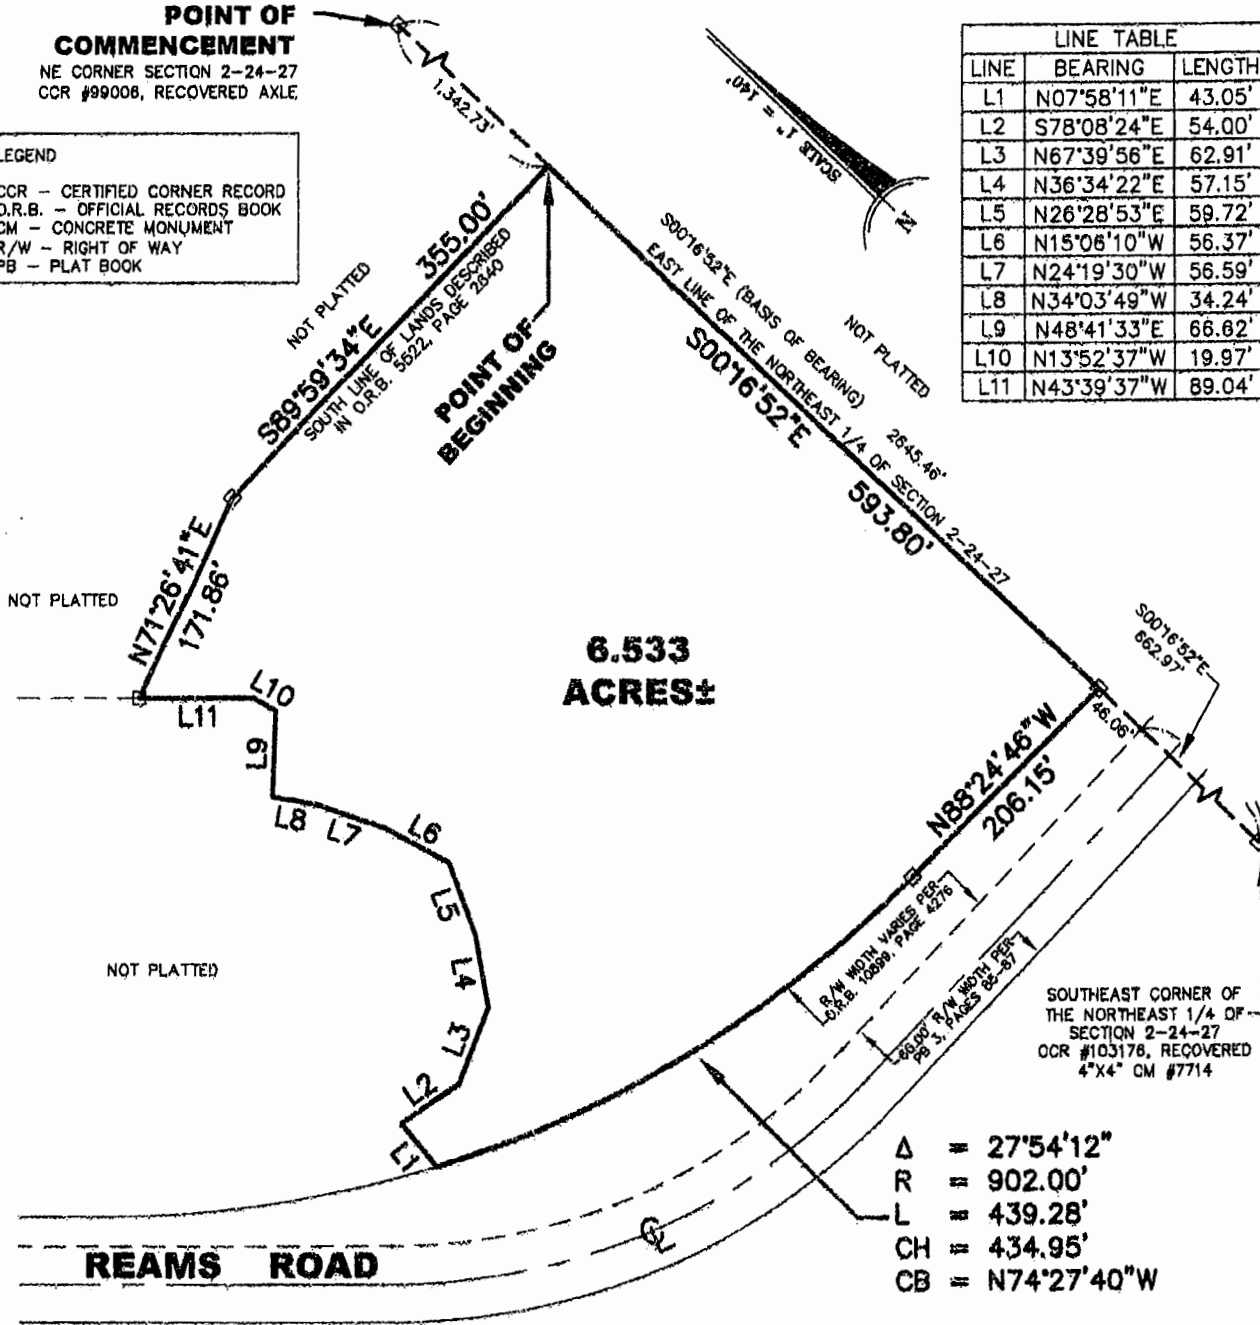 POINT OF
COMMENCEMENT
NE CORNER SECTION 2-24-27
CCR #99006, RECOVERED AXLE
LEGEND
CCR – CERTIFIED CORNER RECORD
O.R.B. – OFFICIAL RECORDS BOOK
CM – CONCRETE MONUMENT
R/W – RIGHT OF WAY
PB – PLAT BOOK
1,342.73'
SCALE 1" = 140'
N
LINE TABLE
LINE BEARING LENGTH
L1 N07°58'11"E 43.05'
L2 S78°08'24"E 54.00'
L3 N67°39'56"E 62.91'
L4 N36°34'22"E 57.15'
L5 N26°28'53"E 59.72'
L6 N15°06'10"W 56.37'
L7 N24°19'30"W 56.59'
L8 N34°03'49"W 34.24'
L9 N48°41'33"E 66.62'
L10 N13°52'37"W 19.97'
L11 N43°39'37"W 89.04'
NOT PLATTED
S89°59'34"E
355.00'
SOUTH LINE OF LANDS DESCRIBED
IN O.R.B. 5522, PAGE 2640
POINT OF
BEGINNING
S00°16'52"E (BASIS OF BEARING)
EAST LINE OF THE NORTHEAST 1/4 OF SECTION 2-24-27
2645.46'
NOT PLATTED
S00°16'52"E
593.80'
NOT PLATTED
N71°26'41"E
171.86'
6.533
ACRES±
S00°16'52"E
662.97'
46.06'
N88°24'46"W
206.15'
L11
L10
L9
L8
L7
L6
L5
L4
L3
L2
L1
NOT PLATTED
R/W WIDTH VARIES PER
O.R.B. 10899, PAGE 4276
66.00' R/W WIDTH PER
PB 3, PAGES 85-87
SOUTHEAST CORNER OF
THE NORTHEAST 1/4 OF
SECTION 2-24-27
CCR #103176, RECOVERED
4"X4" CM #7714
Δ = 27°54'12"
R = 902.00'
L = 439.28'
CH = 434.95'
CB = N74°27'40"W
CL
REAMS ROAD